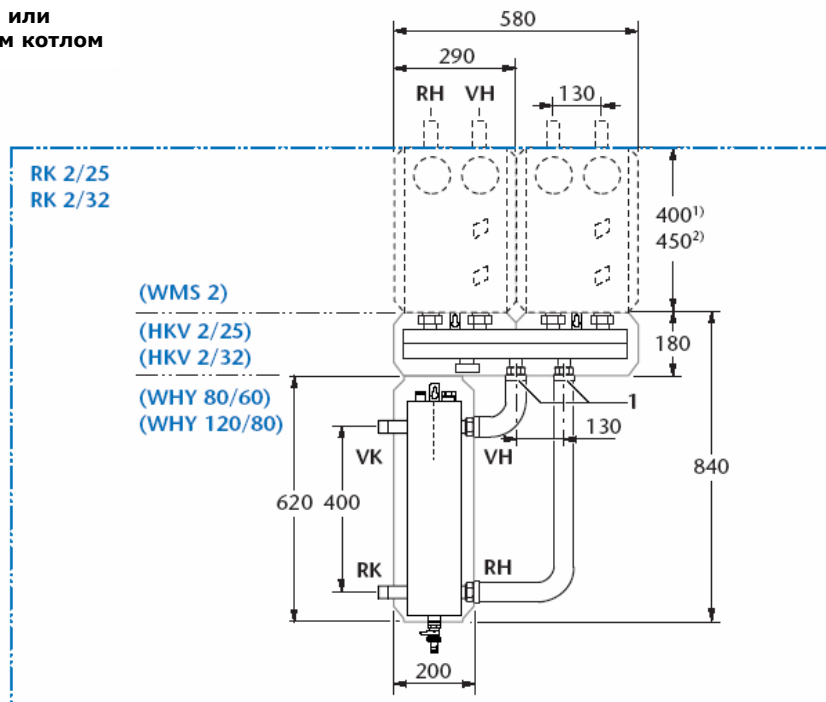 или
м котлом
580
290
RH VH
130
RK 2/25
RK 2/32
400¹⁾
450²⁾
(WMS 2)
(HKV 2/25)
(HKV 2/32)
180
(WHY 80/60)
(WHY 120/80)
1
130
VK
VH
840
620
400
RK
RH
200